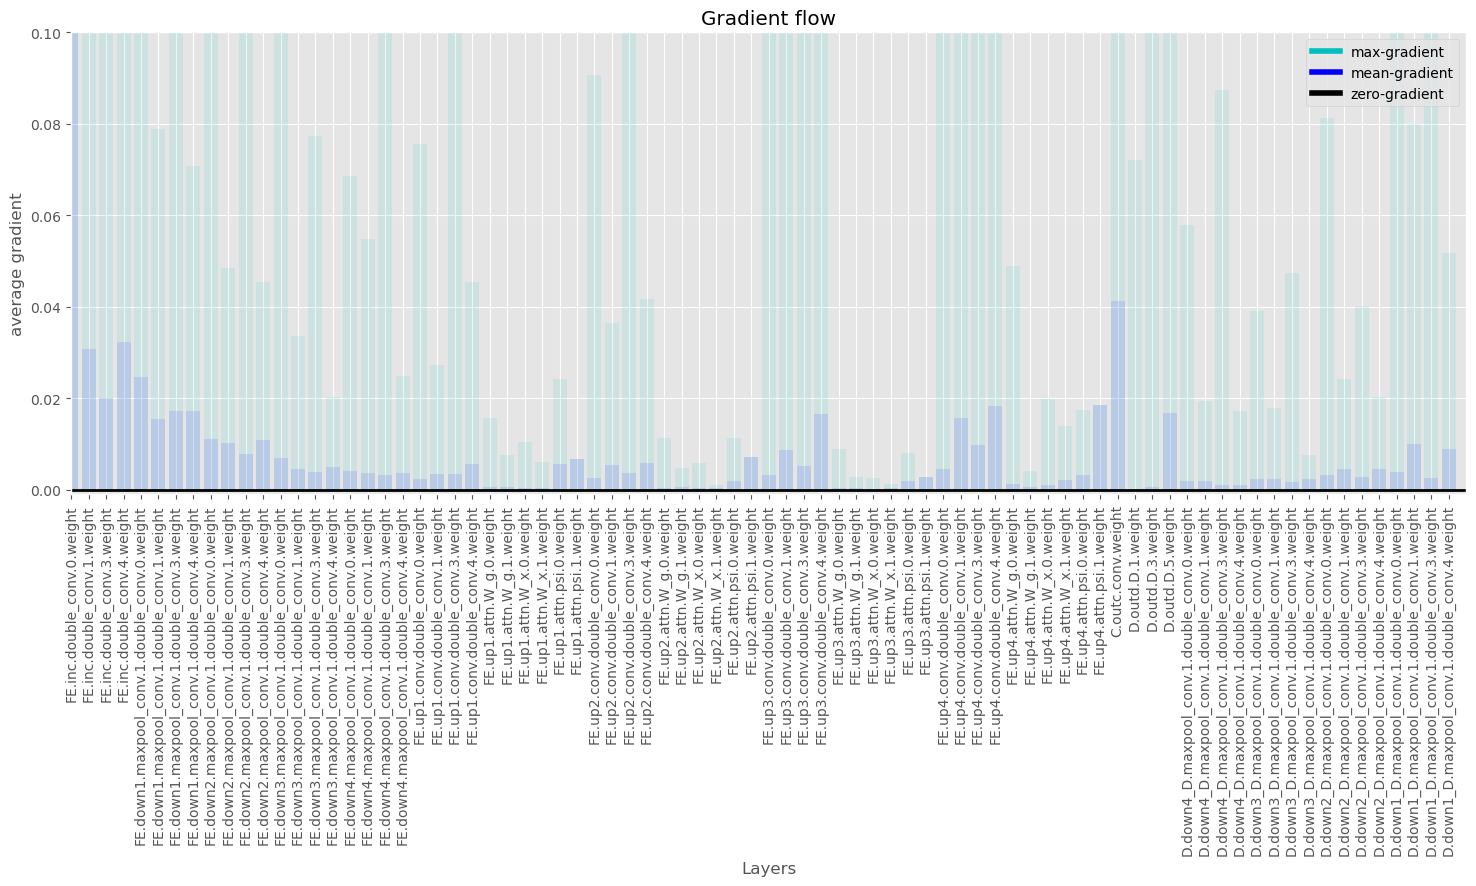 Gradient flow
max-gradient
mean-gradient
zero-gradient
average gradient
0.10
0.08
0.06
0.04
0.02
0.00
FE.inc.double_conv.0.weight
FE.inc.double_conv.1.weight
FE.inc.double_conv.3.weight
FE.inc.double_conv.4.weight
FE.down1.maxpool_conv.1.double_conv.0.weight
FE.down1.maxpool_conv.1.double_conv.1.weight
FE.down1.maxpool_conv.1.double_conv.3.weight
FE.down1.maxpool_conv.1.double_conv.4.weight
FE.down2.maxpool_conv.1.double_conv.0.weight
FE.down2.maxpool_conv.1.double_conv.1.weight
FE.down2.maxpool_conv.1.double_conv.3.weight
FE.down2.maxpool_conv.1.double_conv.4.weight
FE.down3.maxpool_conv.1.double_conv.0.weight
FE.down3.maxpool_conv.1.double_conv.1.weight
FE.down3.maxpool_conv.1.double_conv.3.weight
FE.down3.maxpool_conv.1.double_conv.4.weight
FE.down4.maxpool_conv.1.double_conv.0.weight
FE.down4.maxpool_conv.1.double_conv.1.weight
FE.down4.maxpool_conv.1.double_conv.3.weight
FE.down4.maxpool_conv.1.double_conv.4.weight
FE.up1.conv.double_conv.0.weight
FE.up1.conv.double_conv.1.weight
FE.up1.conv.double_conv.3.weight
FE.up1.conv.double_conv.4.weight
FE.up1.attn.W_g.0.weight
FE.up1.attn.W_g.1.weight
FE.up1.attn.W_x.0.weight
FE.up1.attn.W_x.1.weight
FE.up1.attn.psi.0.weight
FE.up1.attn.psi.1.weight
FE.up2.conv.double_conv.0.weight
FE.up2.conv.double_conv.1.weight
FE.up2.conv.double_conv.3.weight
FE.up2.conv.double_conv.4.weight
FE.up2.attn.W_g.0.weight
FE.up2.attn.W_g.1.weight
FE.up2.attn.W_x.0.weight
FE.up2.attn.W_x.1.weight
FE.up2.attn.psi.0.weight
FE.up2.attn.psi.1.weight
FE.up3.conv.double_conv.0.weight
FE.up3.conv.double_conv.1.weight
FE.up3.conv.double_conv.3.weight
FE.up3.conv.double_conv.4.weight
FE.up3.attn.W_g.0.weight
FE.up3.attn.W_g.1.weight
FE.up3.attn.W_x.0.weight
FE.up3.attn.W_x.1.weight
FE.up3.attn.psi.0.weight
FE.up3.attn.psi.1.weight
FE.up4.conv.double_conv.0.weight
FE.up4.conv.double_conv.1.weight
FE.up4.conv.double_conv.3.weight
FE.up4.conv.double_conv.4.weight
FE.up4.attn.W_g.0.weight
FE.up4.attn.W_g.1.weight
FE.up4.attn.W_x.0.weight
FE.up4.attn.W_x.1.weight
FE.up4.attn.psi.0.weight
FE.up4.attn.psi.1.weight
C.outc.conv.weight
D.outd.D.1.weight
D.outd.D.3.weight
D.outd.D.5.weight
D.down4_D.maxpool_conv.1.double_conv.0.weight
D.down4_D.maxpool_conv.1.double_conv.1.weight
D.down4_D.maxpool_conv.1.double_conv.3.weight
D.down4_D.maxpool_conv.1.double_conv.4.weight
D.down3_D.maxpool_conv.1.double_conv.0.weight
D.down3_D.maxpool_conv.1.double_conv.1.weight
D.down3_D.maxpool_conv.1.double_conv.3.weight
D.down3_D.maxpool_conv.1.double_conv.4.weight
D.down2_D.maxpool_conv.1.double_conv.0.weight
D.down2_D.maxpool_conv.1.double_conv.1.weight
D.down2_D.maxpool_conv.1.double_conv.3.weight
D.down2_D.maxpool_conv.1.double_conv.4.weight
D.down1_D.maxpool_conv.1.double_conv.0.weight
D.down1_D.maxpool_conv.1.double_conv.1.weight
D.down1_D.maxpool_conv.1.double_conv.3.weight
D.down1_D.maxpool_conv.1.double_conv.4.weight
Layers